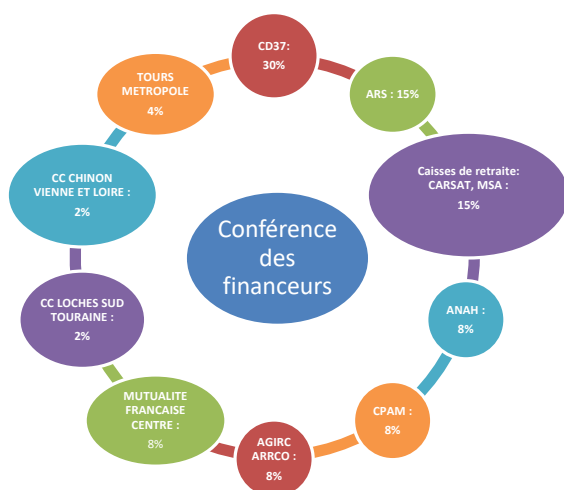 CD37:
30%
ARS : 15%
Caisses de retraite:
CARSAT, MSA :
15%
ANAH :
8%
CPAM :
8%
AGIRC
ARRCO :
8%
MUTUALITE
FRANCAISE
CENTRE :
8%
CC LOCHES SUD
TOURAINE :
2%
CC CHINON
VIENNE ET LOIRE :
2%
TOURS
METROPOLE
4%
Conférence
des
financeurs